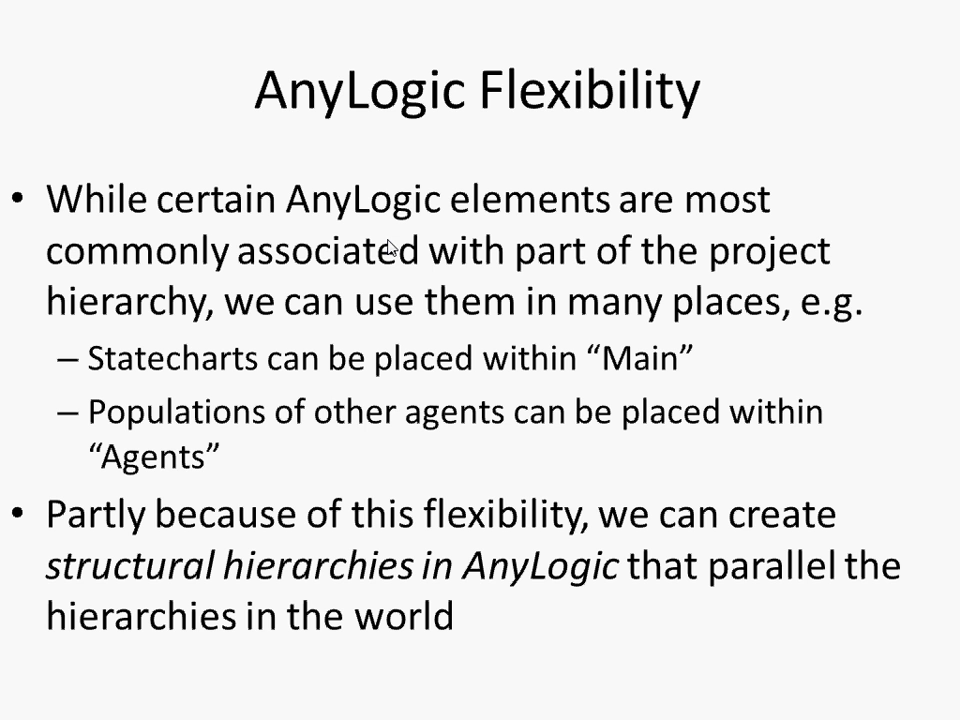 AnyLogic Flexibility
• While certain AnyLogic elements are most
commonly associated with part of the project
hierarchy, we can use them in many places, e.g.
– Statecharts can be placed within “Main”
– Populations of other agents can be placed within
“Agents”
• Partly because of this flexibility, we can create
structural hierarchies in AnyLogic that parallel the
hierarchies in the world